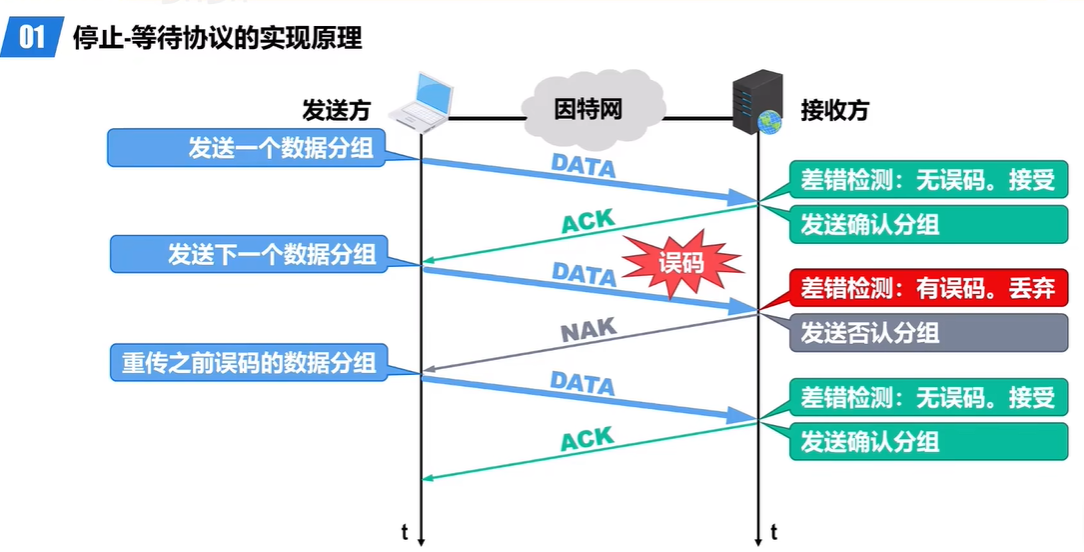 01 停止-等待协议的实现原理
发送方
因特网
接收方
发送一个数据分组
DATA
差错检测：无误码。接受
ACK
发送确认分组
发送下一个数据分组
DATA
误码
差错检测：有误码。丢弃
NAK
发送否认分组
重传之前误码的数据分组
DATA
差错检测：无误码。接受
ACK
发送确认分组
t
t